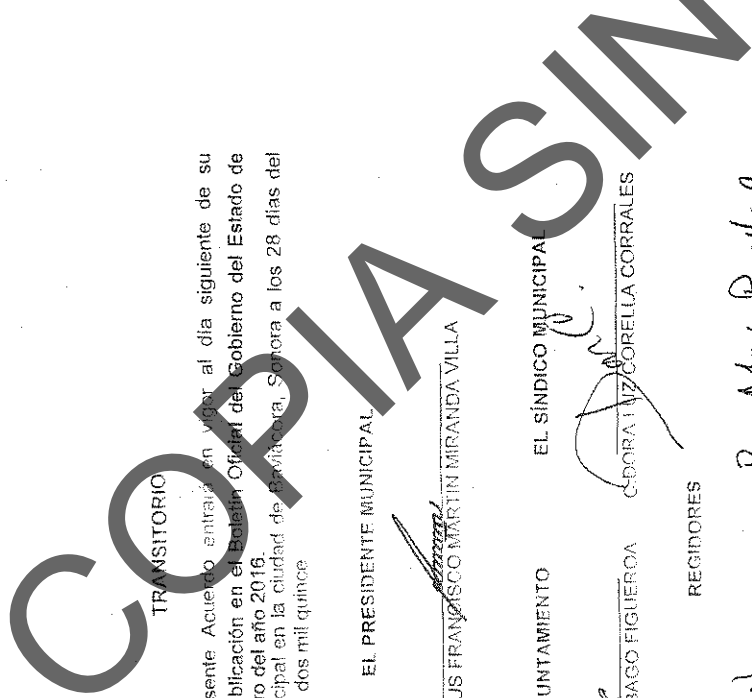 TRANSITORIO
sente Acuerdo entrará en vigor al día siguiente de su
blicación en el Boletín Oficial del Gobierno del Estado de
ro del año 2016.
cipal en la ciudad de Baviácora, Sonora a los 28 días del
dos mil quince
EL PRESIDENTE MUNICIPAL
US FRANCISCO MARTIN MIRANDA VILLA
UNTAMIENTO
EL SÍNDICO MUNICIPAL
BAGO FIGUEROA
C.DORA LUZ CORELLA CORRALES
REGIDORES
COPIA SIN